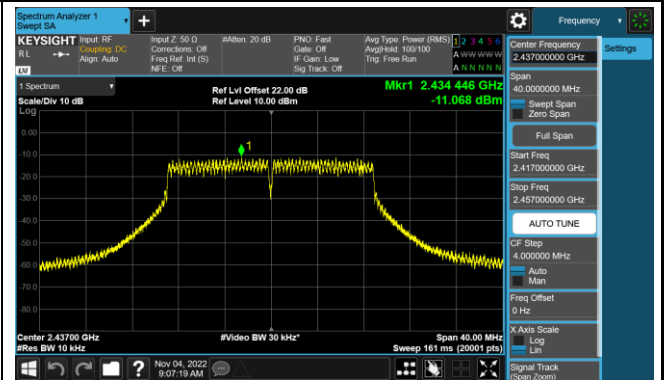 Spectrum Analyzer 1
Swept SA
Frequency
KEYSIGHT
RL
LXI
Input: RF
Coupling: DC
Align: Auto
Input Z: 50 Ω
Corrections: Off
Freq Ref: Int (S)
NFE: Off
#Atten: 20 dB
PNO: Fast
Gate: Off
IF Gain: Low
Sig Track: Off
Avg Type: Power (RMS)
Avg|Hold: 100/100
Trig: Free Run
1 2 3 4 5 6
A W W W W W
A N N N N N
Center Frequency
2.437000000 GHz
Settings
Span
40.0000000 MHz
Swept Span
Zero Span
Full Span
Start Freq
2.417000000 GHz
Stop Freq
2.457000000 GHz
AUTO TUNE
CF Step
4.000000 MHz
Auto
Man
Freq Offset
0 Hz
X Axis Scale
Log
Lin
Signal Track
(Span Zoom)
1 Spectrum
Scale/Div 10 dB
Ref Lvl Offset 22.00 dB
Ref Level 10.00 dBm
Mkr1 2.434 446 GHz
-11.068 dBm
Log
0.00
-10.0
-20.0
-30.0
-40.0
-50.0
-60.0
-70.0
-80.0
1
Center 2.43700 GHz
#Res BW 10 kHz
#Video BW 30 kHz*
Span 40.00 MHz
Sweep 161 ms (20001 pts)
?
Nov 04, 2022
9:07:19 AM